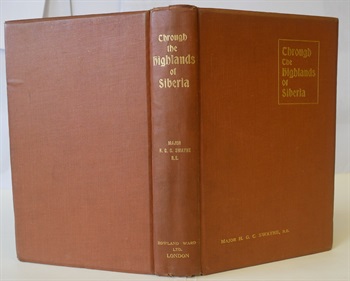 Through
the
Highlands
of
Siberia
MAJOR
H. G. C. SWAYNE
R.E.
ROWLAND WARD
LTD.
LONDON
Through
The
Highlands
of
Siberia
MAJOR H. G. C. SWAYNE, R.E.